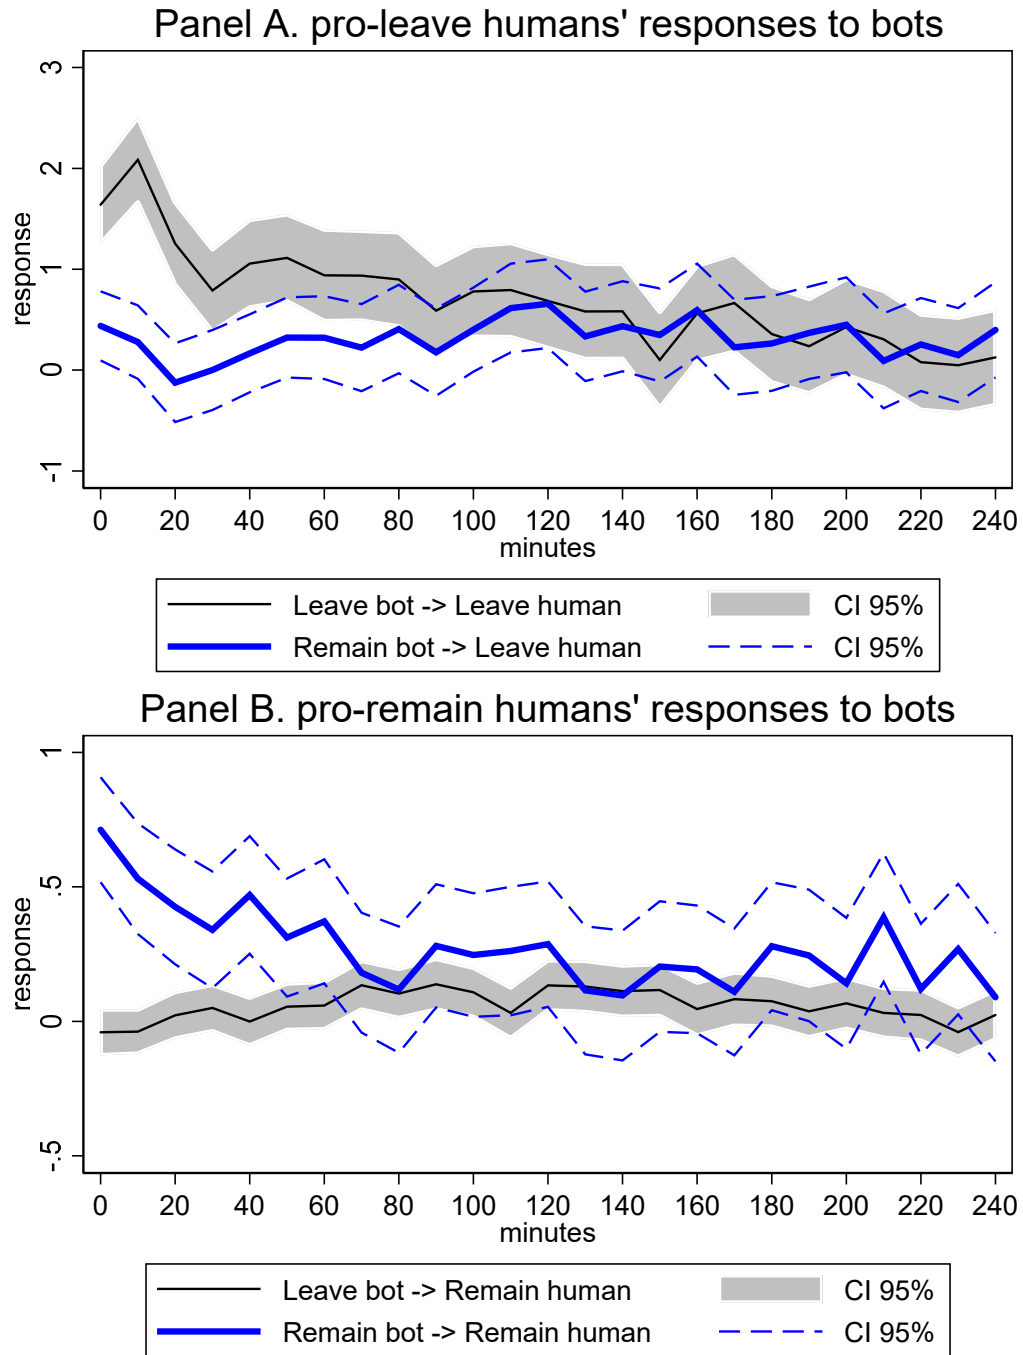 Panel A. pro-leave humans' responses to bots
3
2
1
0
-1
response
0 20 40 60 80 100 120 140 160 180 200 220 240
minutes
Leave bot -> Leave human CI 95%
Remain bot -> Leave human CI 95%
Panel B. pro-remain humans' responses to bots
1
.5
0
-.5
response
0 20 40 60 80 100 120 140 160 180 200 220 240
minutes
Leave bot -> Remain human CI 95%
Remain bot -> Remain human CI 95%